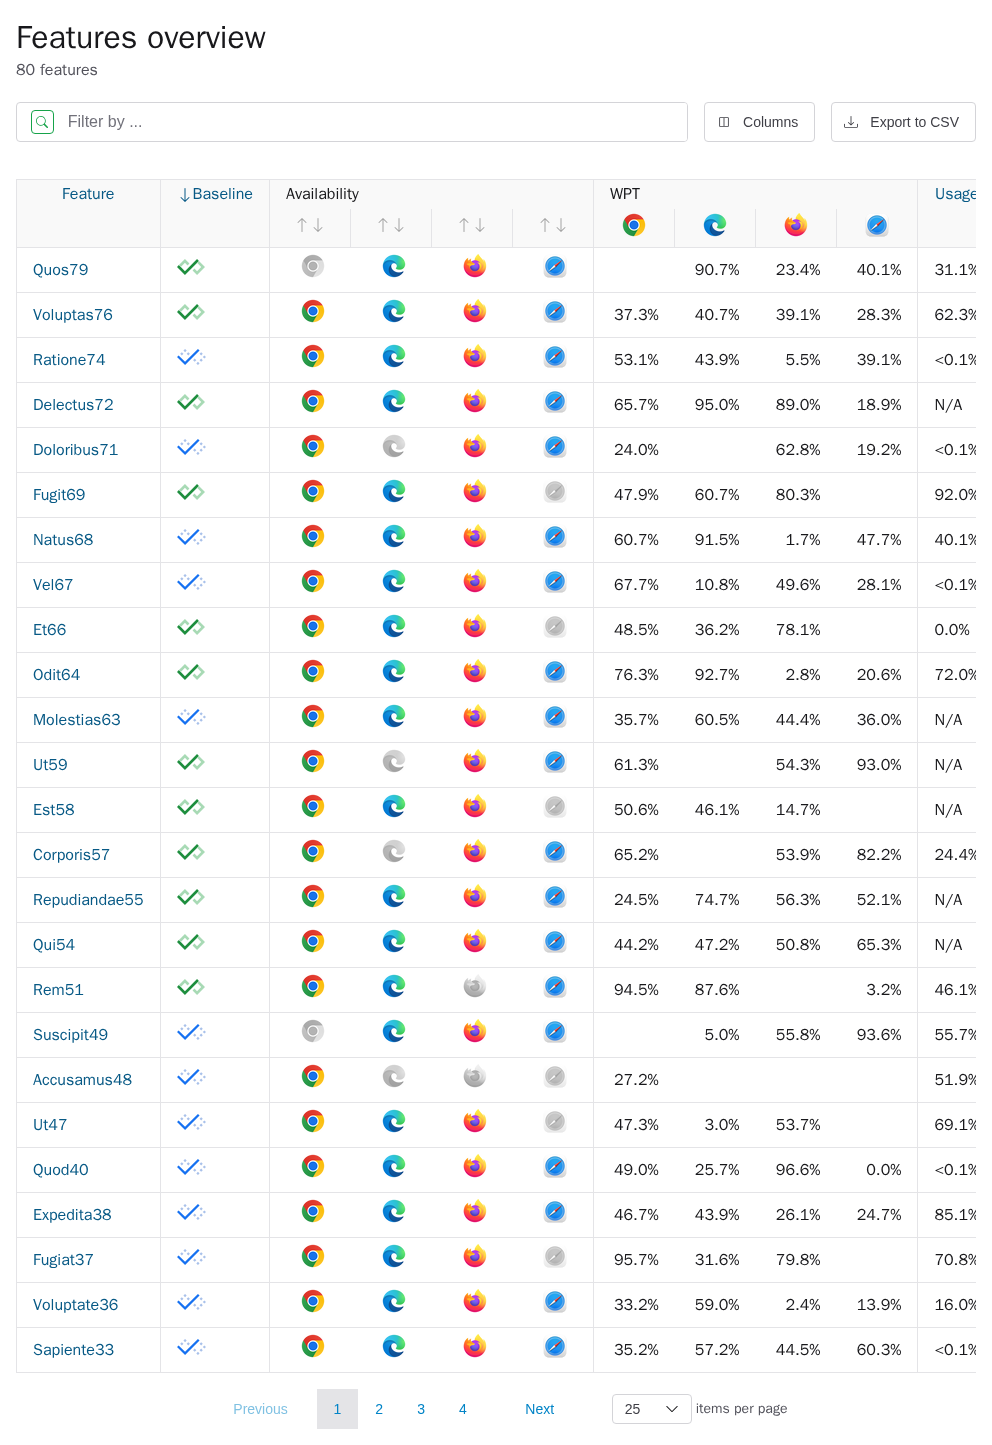 Features overview
80 features
Filter by ...
Columns
Export to CSV
Feature Baseline Availability WPT Usage
Quos79 90.7% 23.4% 40.1% 31.1%
Voluptas76 37.3% 40.7% 39.1% 28.3% 62.3%
Ratione74 53.1% 43.9% 5.5% 39.1% <0.1%
Delectus72 65.7% 95.0% 89.0% 18.9% N/A
Doloribus71 24.0% 62.8% 19.2% <0.1%
Fugit69 47.9% 60.7% 80.3% 92.0%
Natus68 60.7% 91.5% 1.7% 47.7% 40.1%
Vel67 67.7% 10.8% 49.6% 28.1% <0.1%
Et66 48.5% 36.2% 78.1% 0.0%
Odit64 76.3% 92.7% 2.8% 20.6% 72.0%
Molestias63 35.7% 60.5% 44.4% 36.0% N/A
Ut59 61.3% 54.3% 93.0% N/A
Est58 50.6% 46.1% 14.7% N/A
Corporis57 65.2% 53.9% 82.2% 24.4%
Repudiandae55 24.5% 74.7% 56.3% 52.1% N/A
Qui54 44.2% 47.2% 50.8% 65.3% N/A
Rem51 94.5% 87.6% 3.2% 46.1%
Suscipit49 5.0% 55.8% 93.6% 55.7%
Accusamus48 27.2% 51.9%
Ut47 47.3% 3.0% 53.7% 69.1%
Quod40 49.0% 25.7% 96.6% 0.0% <0.1%
Expedita38 46.7% 43.9% 26.1% 24.7% 85.1%
Fugiat37 95.7% 31.6% 79.8% 70.8%
Voluptate36 33.2% 59.0% 2.4% 13.9% 16.0%
Sapiente33 35.2% 57.2% 44.5% 60.3% <0.1%
Previous 1 2 3 4 Next 25 items per page